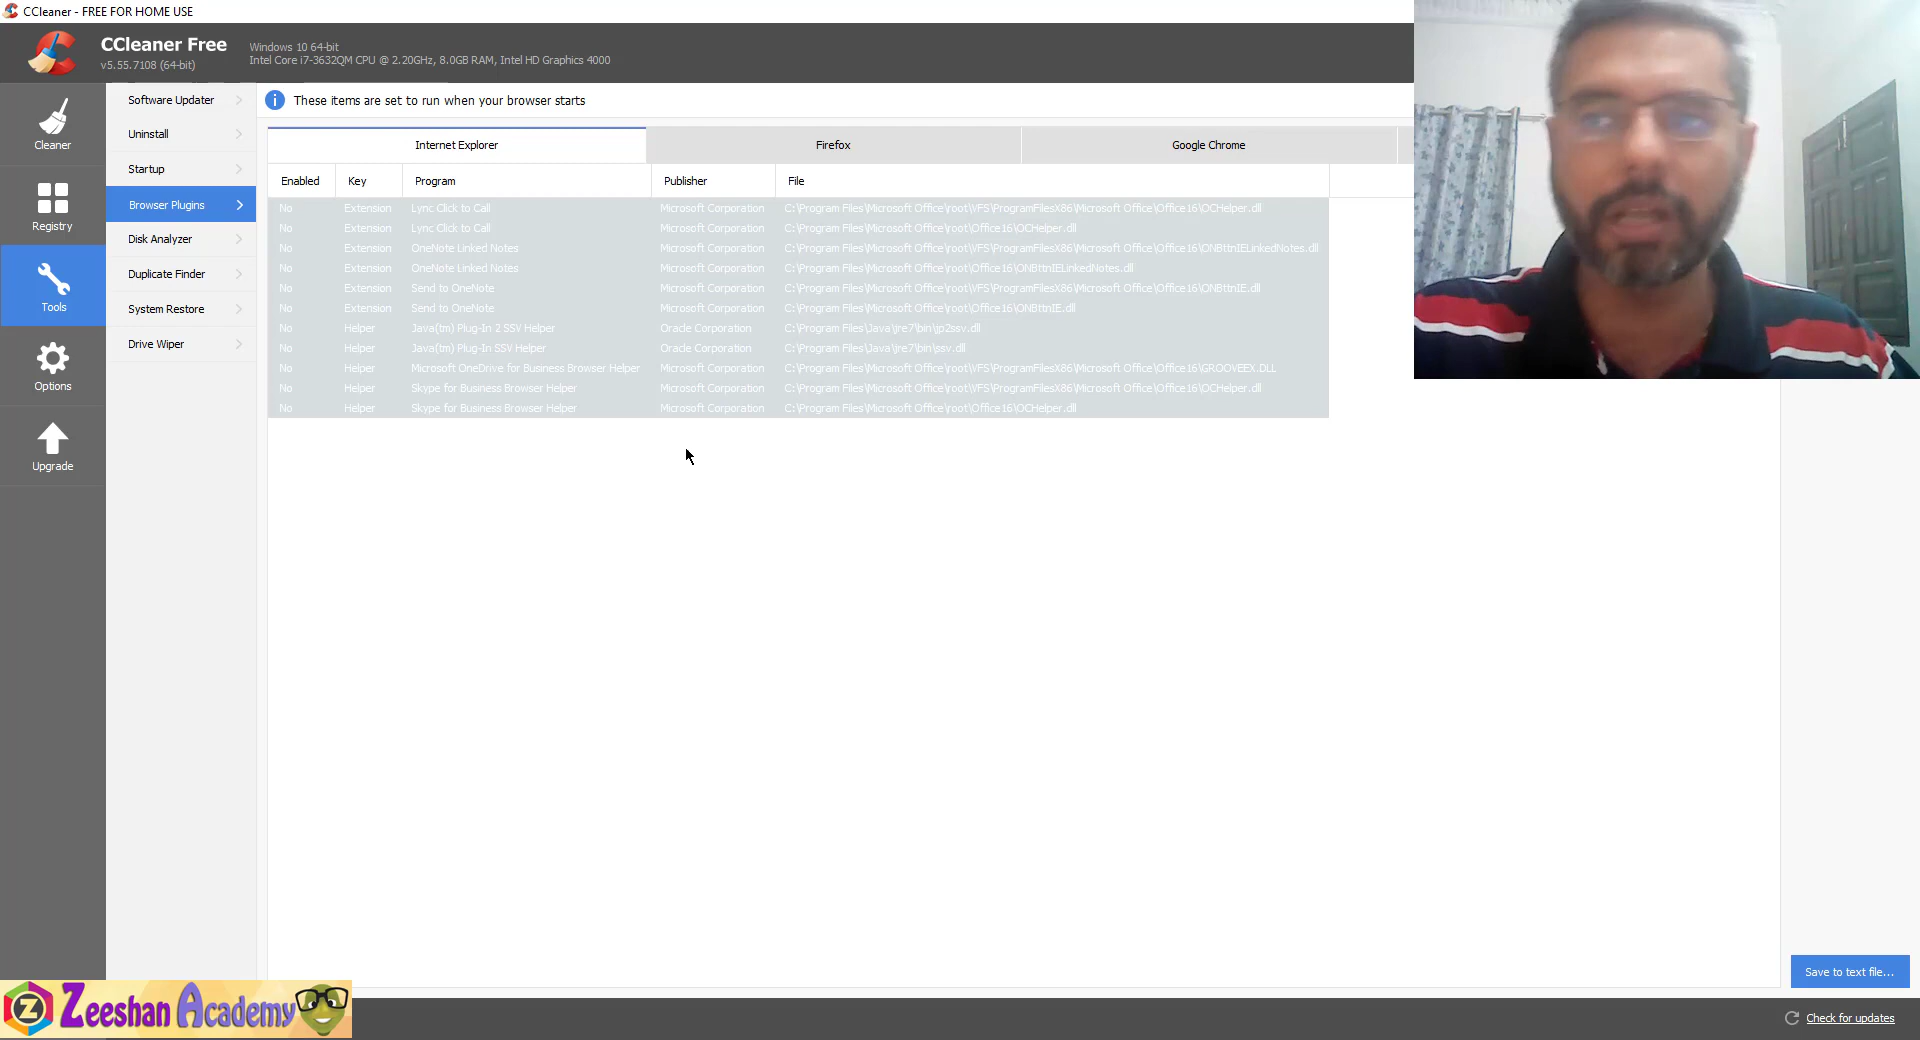 CCleaner - FREE FOR HOME USE
CCleaner Free
v5.55.7108 (64-bit)
Windows 10 64-bit
Intel Core i7-3632QM CPU @ 2.20GHz, 8.0GB RAM, Intel HD Graphics 4000
Cleaner
Registry
Tools
Options
Upgrade
Software Updater
Uninstall
Startup
Browser Plugins
Disk Analyzer
Duplicate Finder
System Restore
Drive Wiper
These items are set to run when your browser starts
Internet Explorer Firefox Google Chrome
Enabled Key Program Publisher File
No Extension Lync Click to Call Microsoft Corporation C:\Program Files\Microsoft Office\root\VFS\ProgramFilesX86\Microsoft Office\Office16\OCHelper.dll
No Extension Lync Click to Call Microsoft Corporation C:\Program Files\Microsoft Office\root\Office16\OCHelper.dll
No Extension OneNote Linked Notes Microsoft Corporation C:\Program Files\Microsoft Office\root\VFS\ProgramFilesX86\Microsoft Office\Office16\ONBttnIELinkedNotes.dll
No Extension OneNote Linked Notes Microsoft Corporation C:\Program Files\Microsoft Office\root\Office16\ONBttnIELinkedNotes.dll
No Extension Send to OneNote Microsoft Corporation C:\Program Files\Microsoft Office\root\VFS\ProgramFilesX86\Microsoft Office\Office16\ONBttnIE.dll
No Extension Send to OneNote Microsoft Corporation C:\Program Files\Microsoft Office\root\Office16\ONBttnIE.dll
No Helper Java(tm) Plug-In 2 SSV Helper Oracle Corporation C:\Program Files\Java\jre7\bin\jp2ssv.dll
No Helper Java(tm) Plug-In SSV Helper Oracle Corporation C:\Program Files\Java\jre7\bin\ssv.dll
No Helper Microsoft OneDrive for Business Browser Helper Microsoft Corporation C:\Program Files\Microsoft Office\root\VFS\ProgramFilesX86\Microsoft Office\Office16\GROOVEEX.DLL
No Helper Skype for Business Browser Helper Microsoft Corporation C:\Program Files\Microsoft Office\root\VFS\ProgramFilesX86\Microsoft Office\Office16\OCHelper.dll
No Helper Skype for Business Browser Helper Microsoft Corporation C:\Program Files\Microsoft Office\root\Office16\OCHelper.dll
Save to text file...
Z Zeeshan Academy
Check for updates